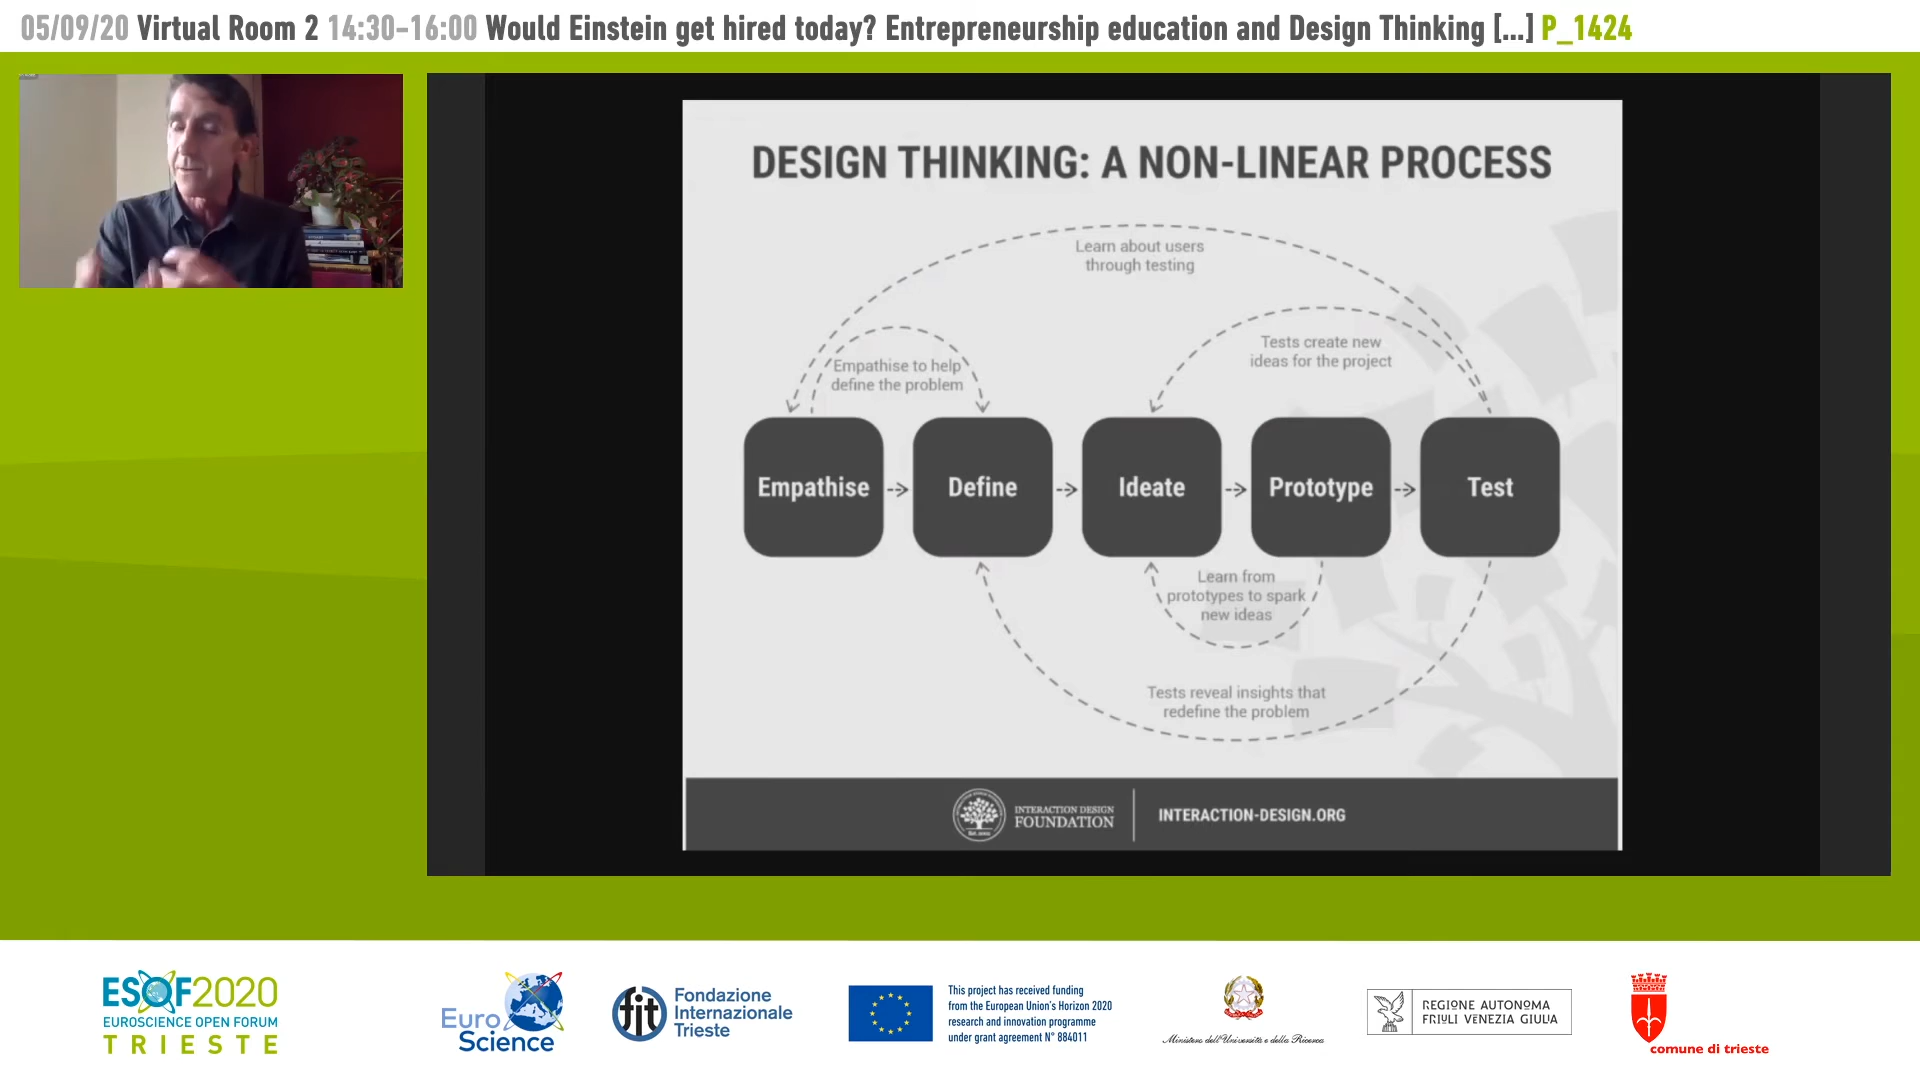 05/09/20 Virtual Room 2 14:30-16:00 Would Einstein get hired today? Entrepreneurship education and Design Thinking [...] P_1424
DESIGN THINKING: A NON-LINEAR PROCESS
Learn about users
through testing
Tests create new
ideas for the project
Empathise to help
define the problem
Empathise
Define
Ideate
Prototype
Test
Learn from
prototypes to spark
new ideas
Tests reveal insights that
redefine the problem
INTERACTION DESIGN
FOUNDATION
INTERACTION-DESIGN.ORG
ESOF2020
EUROSCIENCE OPEN FORUM
TRIESTE
Euro
Science
fit
Fondazione
Internazionale
Trieste
This project has received funding
from the European Union's Horizon 2020
research and innovation programme
under grant agreement N° 884011
Ministero dell'Università e della Ricerca
REGIONE AUTONOMA
FRIULI VENEZIA GIULIA
comune di trieste